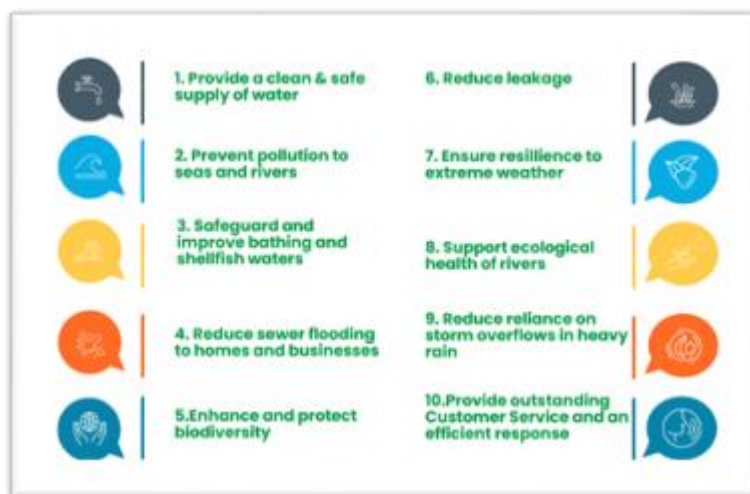 1. Provide a clean & safe
supply of water
2. Prevent pollution to
seas and rivers
3. Safeguard and
improve bathing and
shellfish waters
4. Reduce sewer flooding
to homes and businesses
5.Enhance and protect
biodiversity
6. Reduce leakage
7. Ensure resillience to
extreme weather
8. Support ecological
health of rivers
9. Reduce reliance on
storm overflows in heavy
rain
10.Provide outstanding
Customer Service and an
efficient response